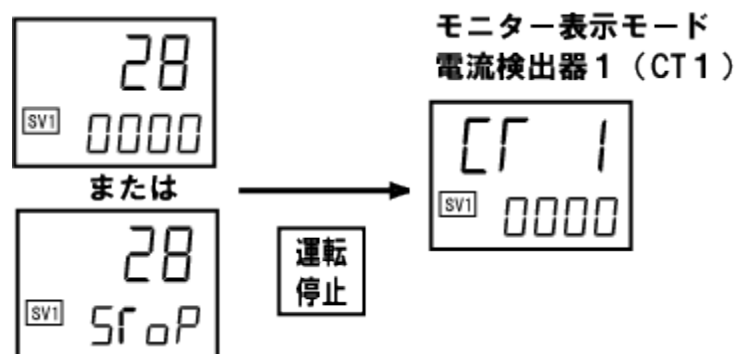 28
SV1 0000
または
28
SV1 SToP
運転
停止
モニター表示モード
電流検出器1（CT1）
CT 1
SV1 0000